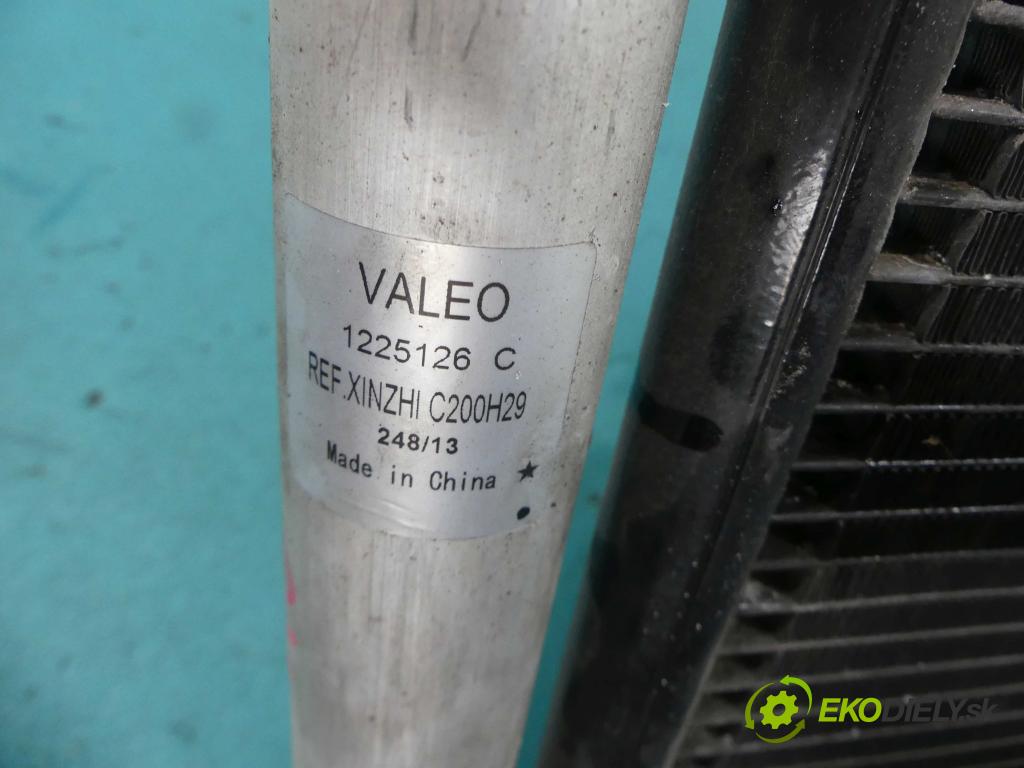 VALEO
1225126 C
REF.XINZHI C200H29
248/13
Made in China
EKODIELY.sk